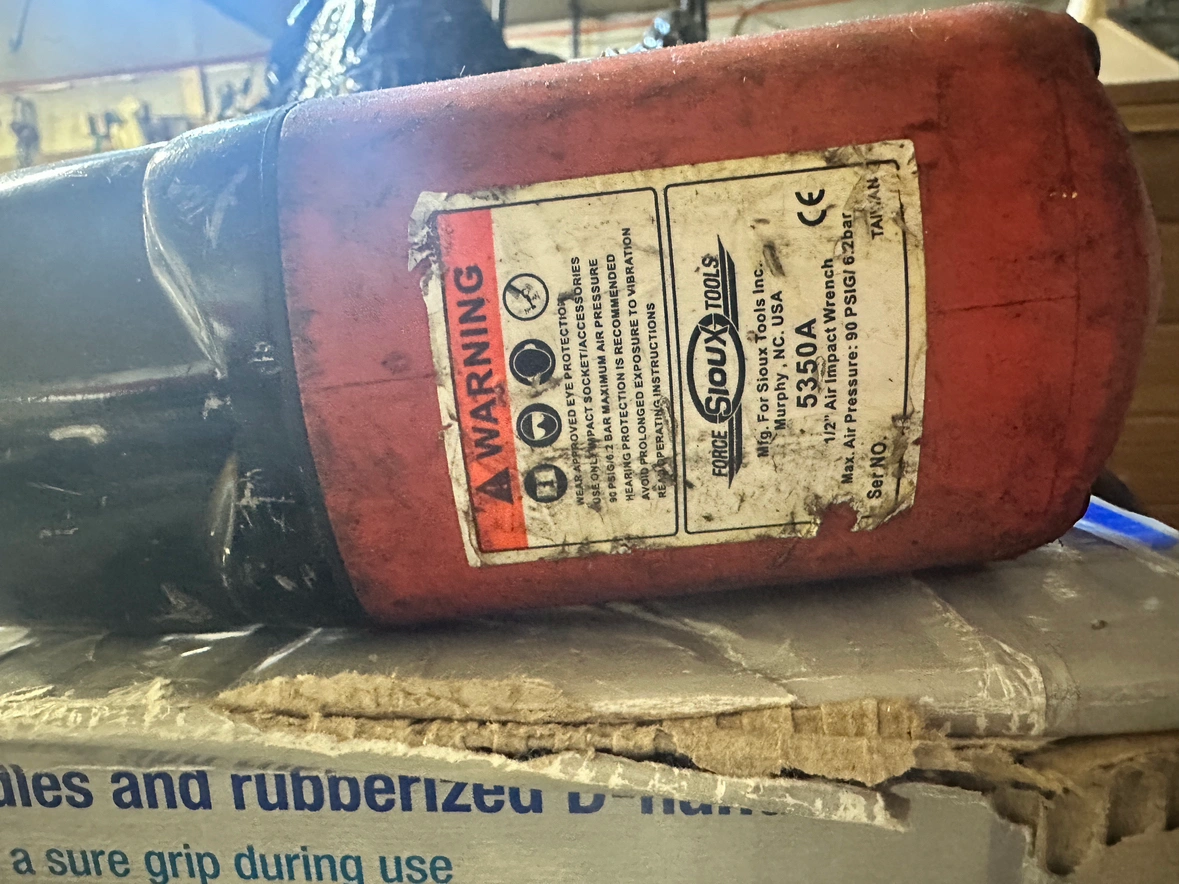 WARNING
WEAR APPROVED EYE PROTECTION
USE ONLY IMPACT SOCKET/ACCESSORIES
90 PSIG/6.2 BAR MAXIMUM AIR PRESSURE
HEARING PROTECTION IS RECOMMENDED
AVOID PROLONGED EXPOSURE TO VIBRATION
READ OPERATING INSTRUCTIONS
FORCE SIOUX TOOLS
Mfg. For Sioux Tools Inc.
Murphy, NC. USA
5350A
CE
1/2" Air Impact Wrench
Max. Air Pressure: 90 PSIG/ 6.2bar
Ser NO.
TAIWAN
dles and rubberized D-han
a sure grip during use